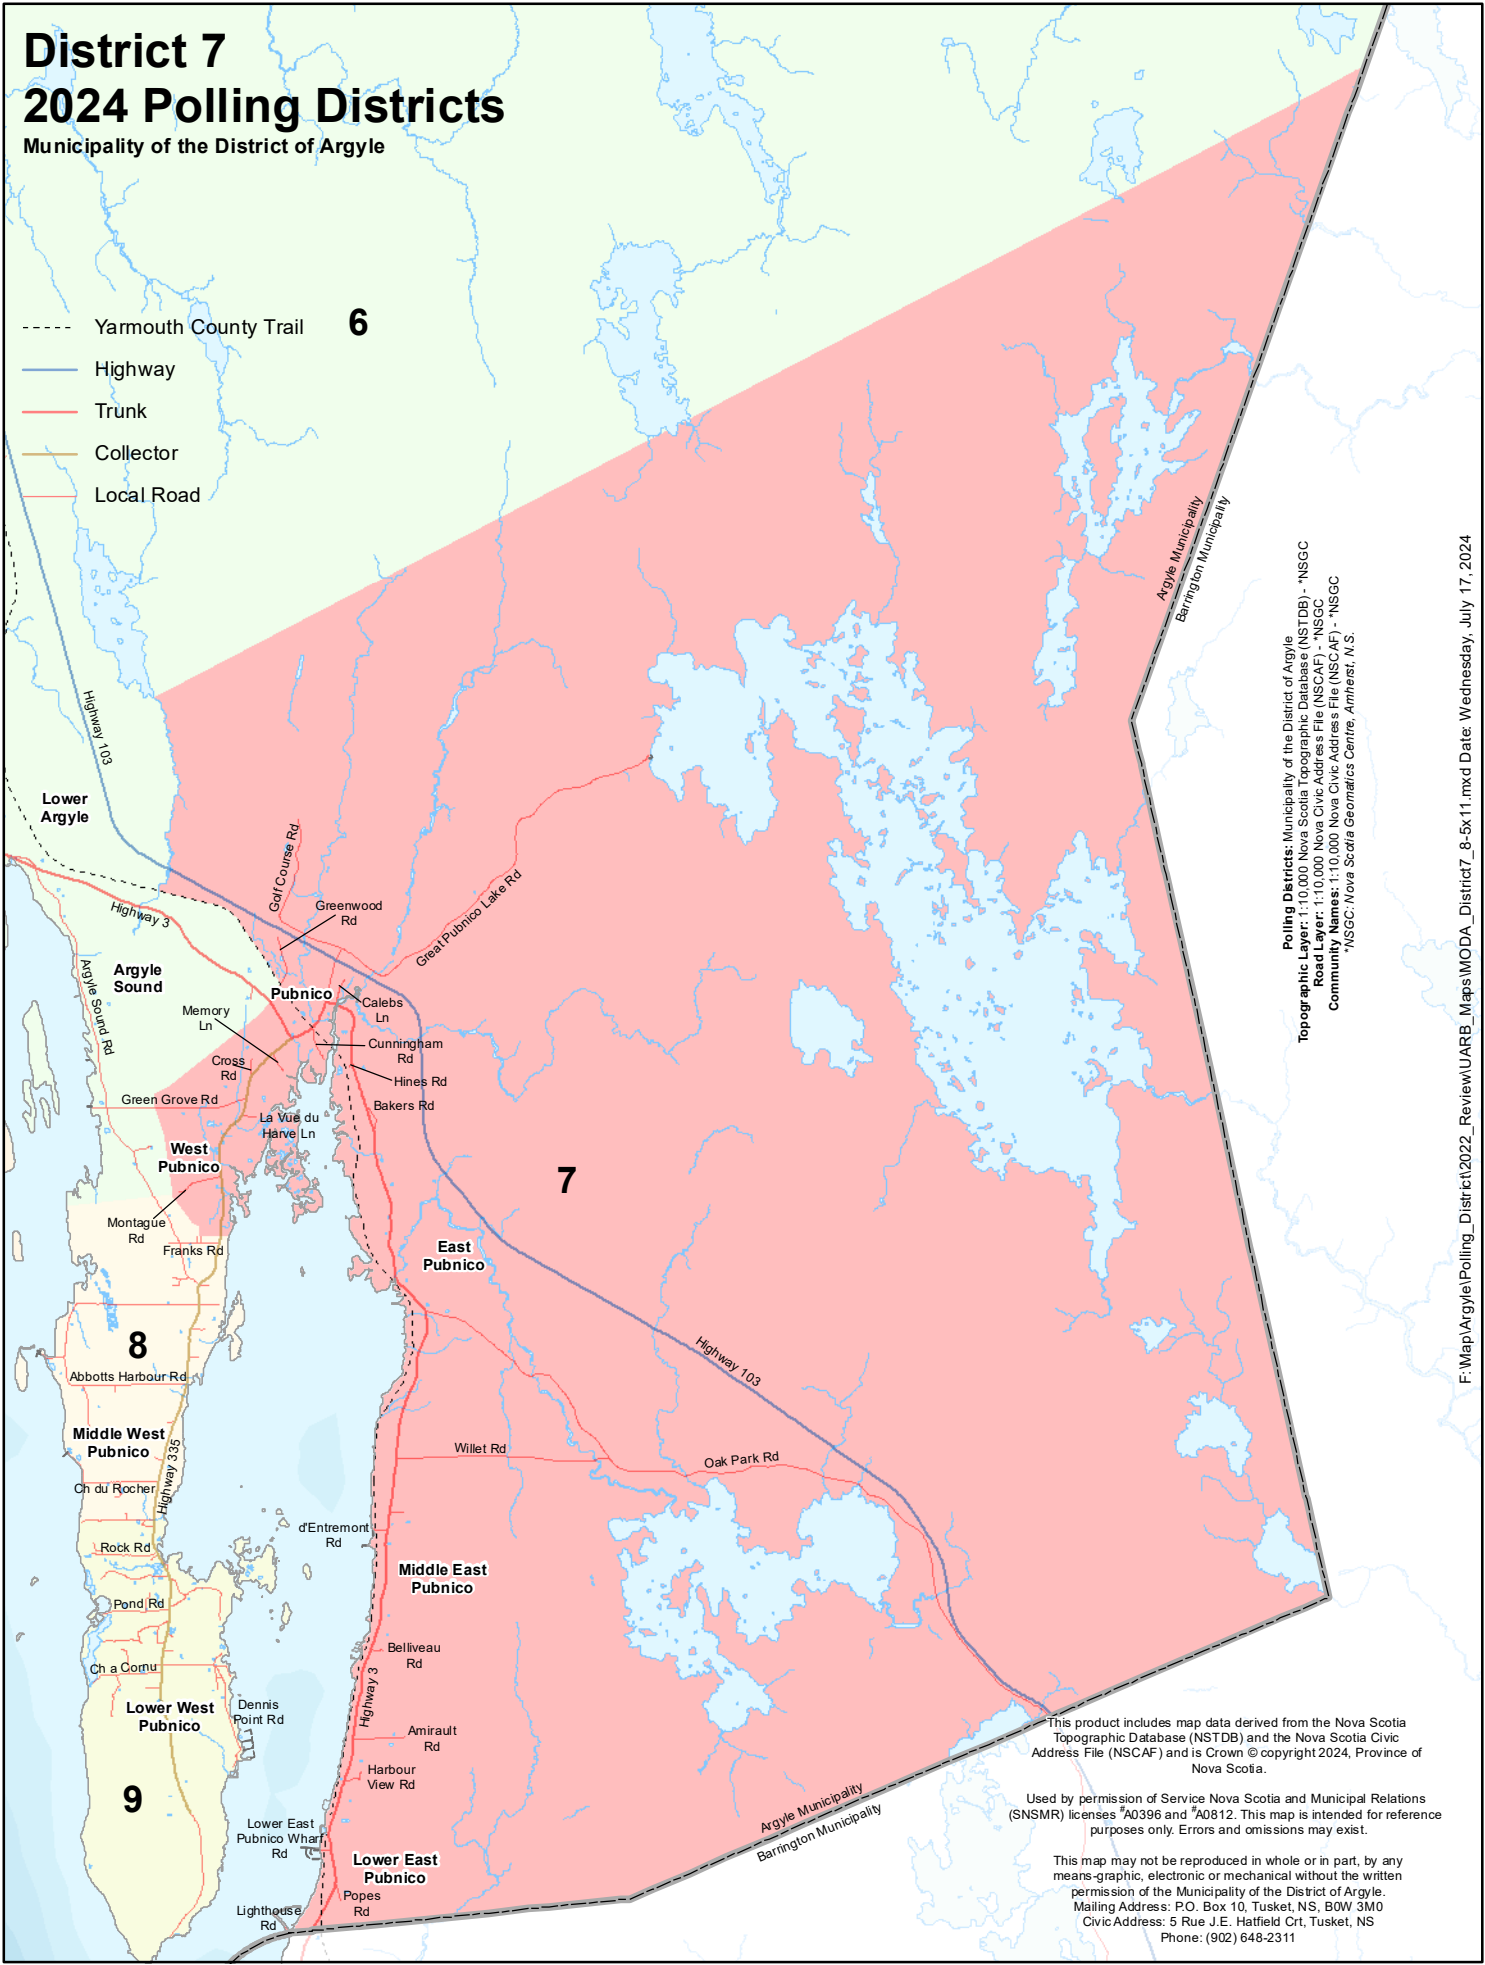 District 7
2024 Polling Districts
Municipality of the District of Argyle
6
Yarmouth County Trail
Highway
Trunk
Collector
Local Road
Highway 103
Lower
Argyle
Highway 3
Argyle
Sound
Argyle Sound Rd
Golf Course Rd
Greenwood
Rd
Great Pubnico Lake Rd
Pubnico
Calebs
Ln
Memory
Ln
Cunningham
Rd
Cross
Rd
Hines Rd
Green Grove Rd
Bakers Rd
La Vue du
Harve Ln
West
Pubnico
7
Montague
Rd
Franks Rd
East
Pubnico
8
Abbotts Harbour Rd
Highway 103
Middle West
Pubnico
Highway 335
Willet Rd
Oak Park Rd
Ch du Rocher
d'Entremont
Rd
Rock Rd
Middle East
Pubnico
Pond Rd
Belliveau
Rd
Ch a Cornu
Highway 3
Lower West
Pubnico
Dennis
Point Rd
Amirault
Rd
Harbour
View Rd
9
Lower East
Pubnico Wharf
Rd
Lower East
Pubnico
Popes
Rd
Lighthouse
Rd
Argyle Municipality
Barrington Municipality
Argyle Municipality
Barrington Municipality
Polling Districts: Municipality of the District of Argyle
Topographic Layer: 1:10,000 Nova Scotia Topographic Database (NSTDB) - *NSGC
Road Layer: 1:10,000 Nova Civic Address File (NSCAF) - *NSGC
Community Names: 1:10,000 Nova Civic Address File (NSCAF) - *NSGC
*NSGC: Nova Scotia Geomatics Centre, Amherst, N.S.
F:\Map\Argyle\Polling_District\2022_Review\UARB_Maps\MODA_District7_8-5x11.mxd Date: Wednesday, July 17, 2024
This product includes map data derived from the Nova Scotia
Topographic Database (NSTDB) and the Nova Scotia Civic
Address File (NSCAF) and is Crown © copyright 2024, Province of
Nova Scotia.
Used by permission of Service Nova Scotia and Municipal Relations
(SNSMR) licenses #A0396 and #A0812. This map is intended for reference
purposes only. Errors and omissions may exist.
This map may not be reproduced in whole or in part, by any
means-graphic, electronic or mechanical without the written
permission of the Municipality of the District of Argyle.
Mailing Address: P.O. Box 10, Tusket, NS, B0W 3M0
Civic Address: 5 Rue J.E. Hatfield Crt, Tusket, NS
Phone: (902) 648-2311